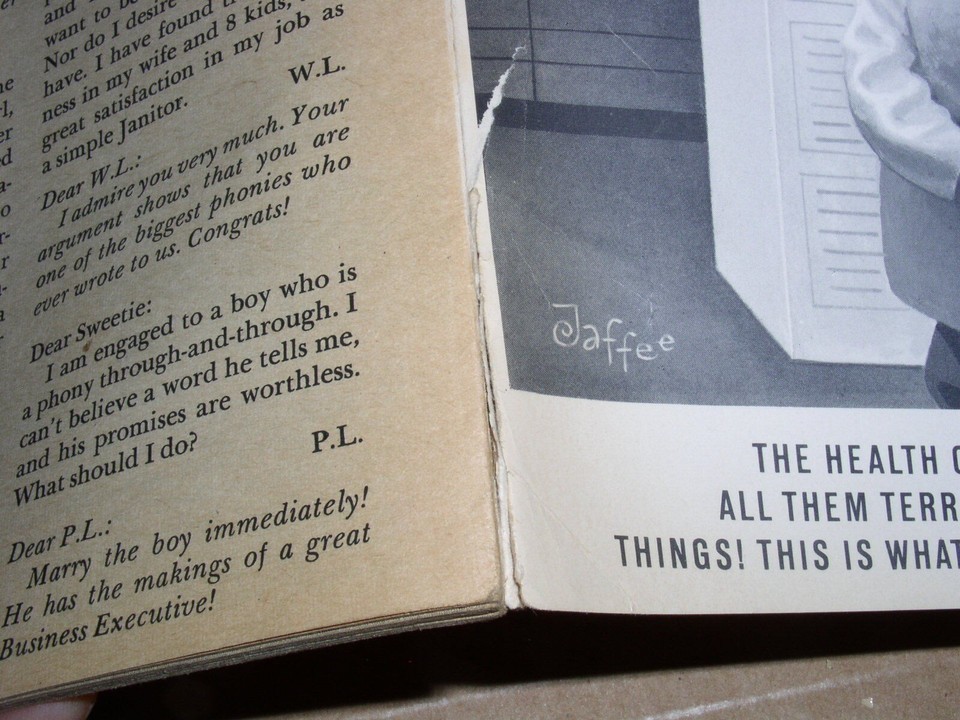 want to be
Nor do I desire
have. I have found
ness in my wife and 8 kids,
great satisfaction in my job as
a simple Janitor.
W.L.
Dear W.L.:
I admire you very much. Your
argument shows that you are
one of the biggest phonies who
ever wrote to us. Congrats!
Dear Sweetie:
I am engaged to a boy who is
a phony through-and-through. I
can't believe a word he tells me,
and his promises are worthless.
What should I do?
P.L.
Dear P.L.:
Marry the boy immediately!
He has the makings of a great
Business Executive!
Jaffee
THE HEALTH
ALL THEM TERR
THINGS! THIS IS WHAT